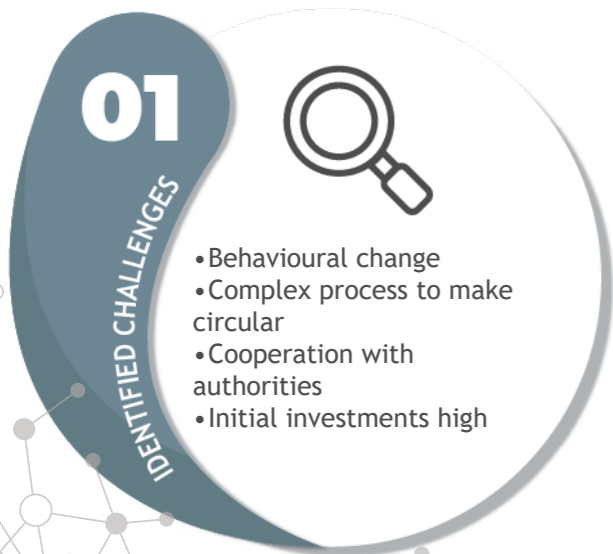 01
IDENTIFIED CHALLENGES
•Behavioural change
•Complex process to make
circular
•Cooperation with
authorities
•Initial investments high